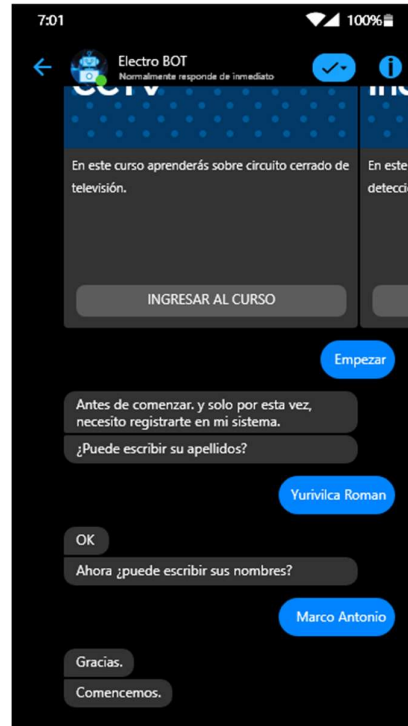 7:01
100%
Electro BOT
Normalmente responde de inmediato
CCTV
En este curso aprenderás sobre circuito cerrado de
televisión.
INGRESAR AL CURSO
En este
Empezar
Antes de comenzar. y solo por esta vez,
necesito registrarte en mi sistema.
¿Puede escribir su apellidos?
Yurivilca Roman
OK
Ahora ¿puede escribir sus nombres?
Marco Antonio
Gracias.
Comencemos.